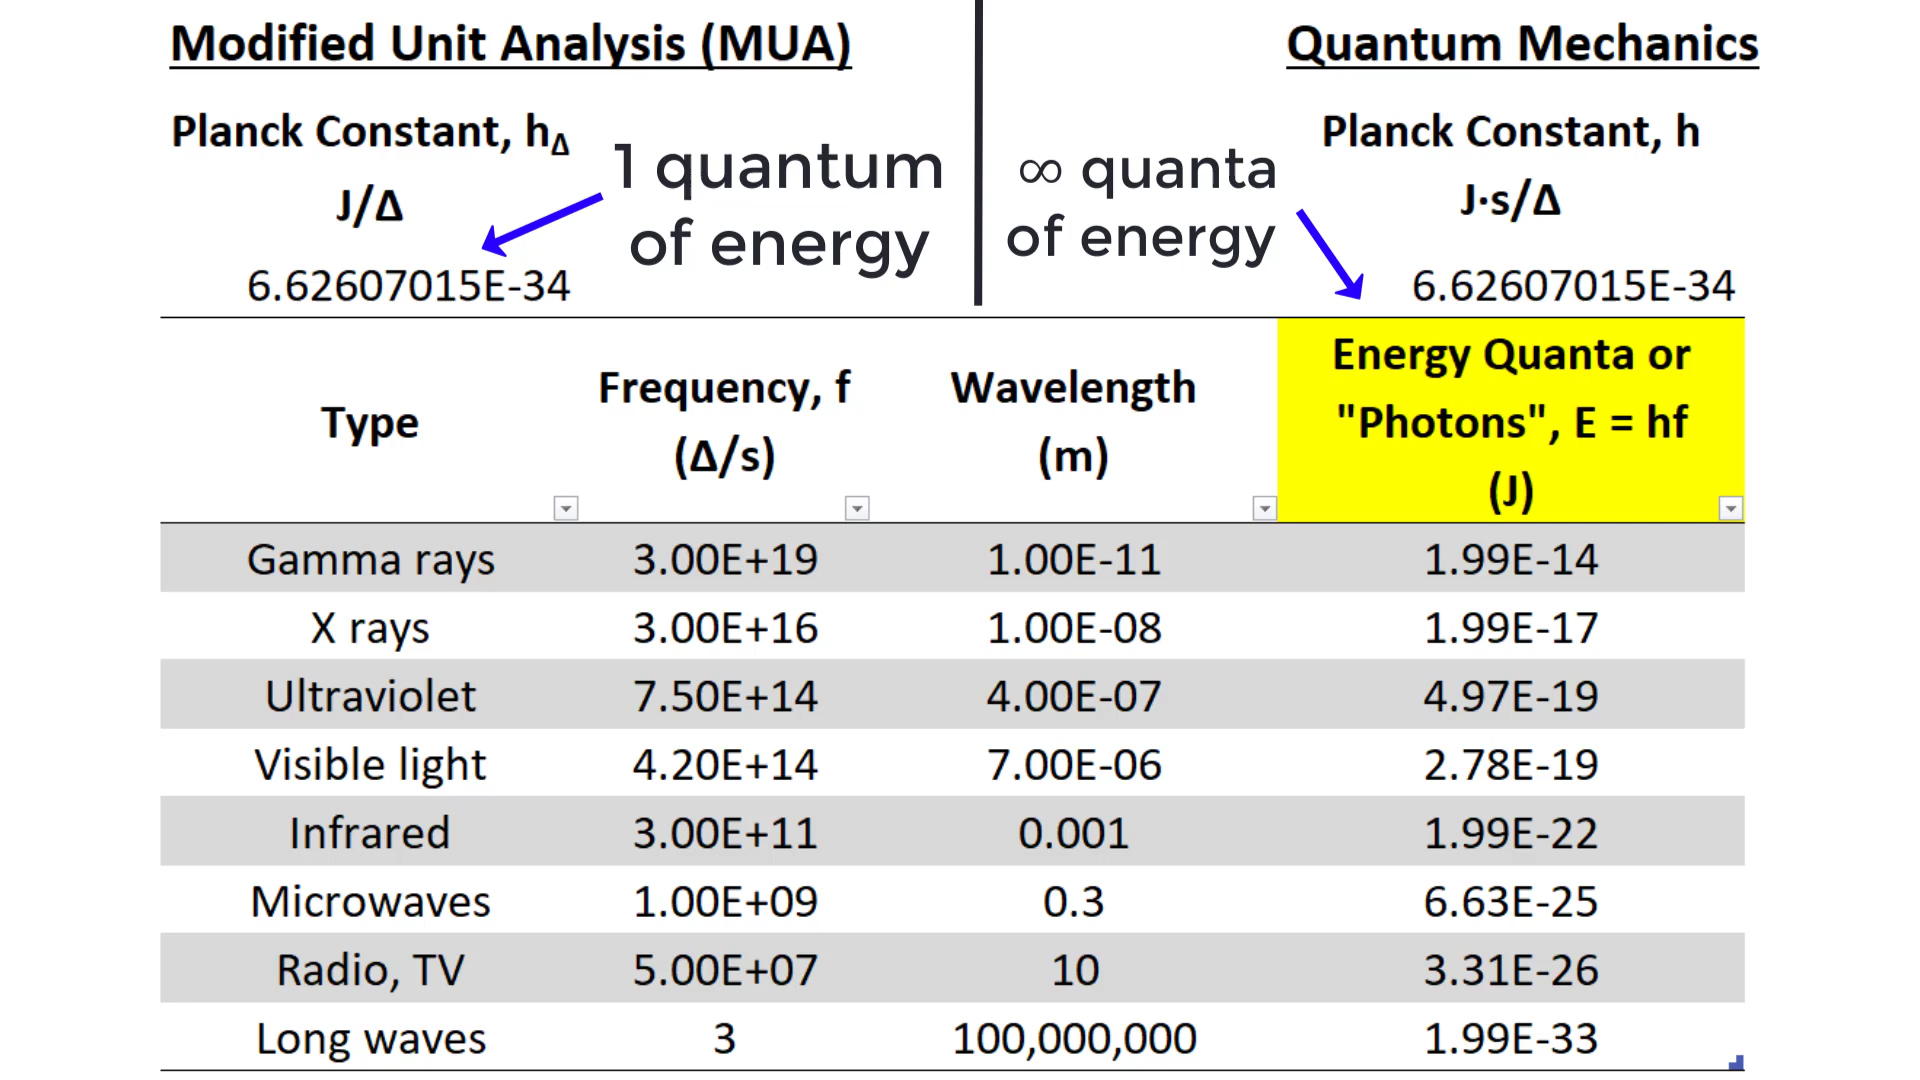 Modified Unit Analysis (MUA)
Planck Constant, hΔ
J/Δ
6.62607015E-34
1 quantum
of energy
∞ quanta
of energy
Quantum Mechanics
Planck Constant, h
J·s/Δ
6.62607015E-34
Type
Frequency, f
(Δ/s)
Wavelength
(m)
Energy Quanta or
"Photons", E = hf
(J)
Gamma rays 3.00E+19 1.00E-11 1.99E-14
X rays 3.00E+16 1.00E-08 1.99E-17
Ultraviolet 7.50E+14 4.00E-07 4.97E-19
Visible light 4.20E+14 7.00E-06 2.78E-19
Infrared 3.00E+11 0.001 1.99E-22
Microwaves 1.00E+09 0.3 6.63E-25
Radio, TV 5.00E+07 10 3.31E-26
Long waves 3 100,000,000 1.99E-33